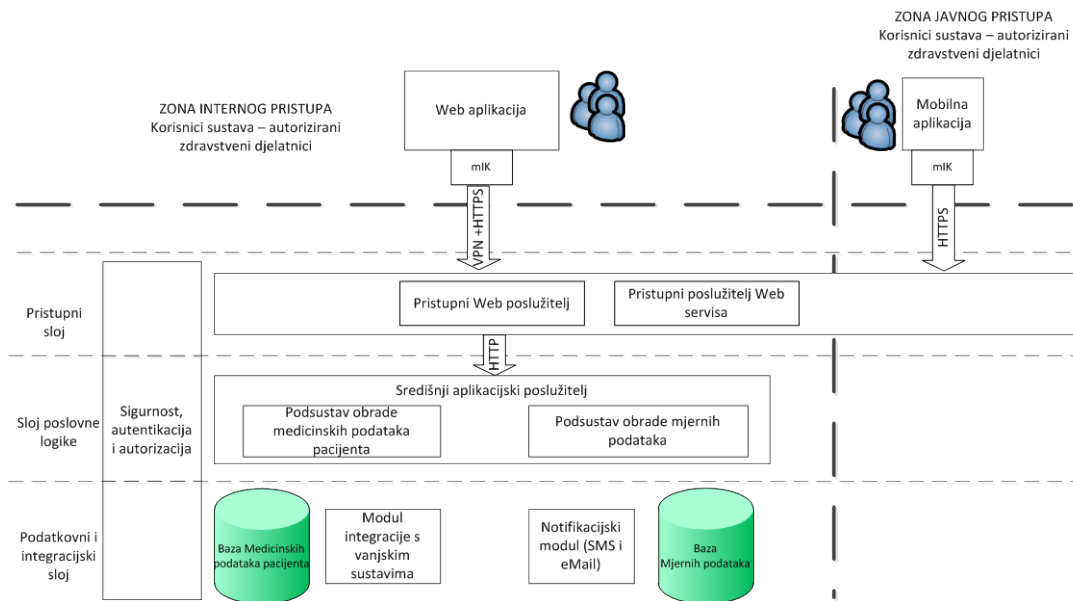 ZONA JAVNOG PRISTUPA
Korisnici sustava – autorizirani
zdravstveni djelatnici
ZONA INTERNOG PRISTUPA
Korisnici sustava – autorizirani
zdravstveni djelatnici
Web aplikacija
mIK
Mobilna
aplikacija
mIK
VPN +HTTPS
HTTPS
Pristupni
sloj
Pristupni Web poslužitelj
Pristupni poslužitelj Web
servisa
HTTP
Sloj poslovne
logike
Sigurnost,
autentikacija
i autorizacija
Središnji aplikacijski poslužitelj
Podsustav obrade
medicinskih podataka
pacijenta
Podsustav obrade mjernih
podataka
Podatkovni i
integracijski
sloj
Baza Medicinskih
podataka pacijenta
Modul
integracije s
vanjskim
sustavima
Notifikacijski
modul (SMS i
eMail)
Baza
Mjernih podataka